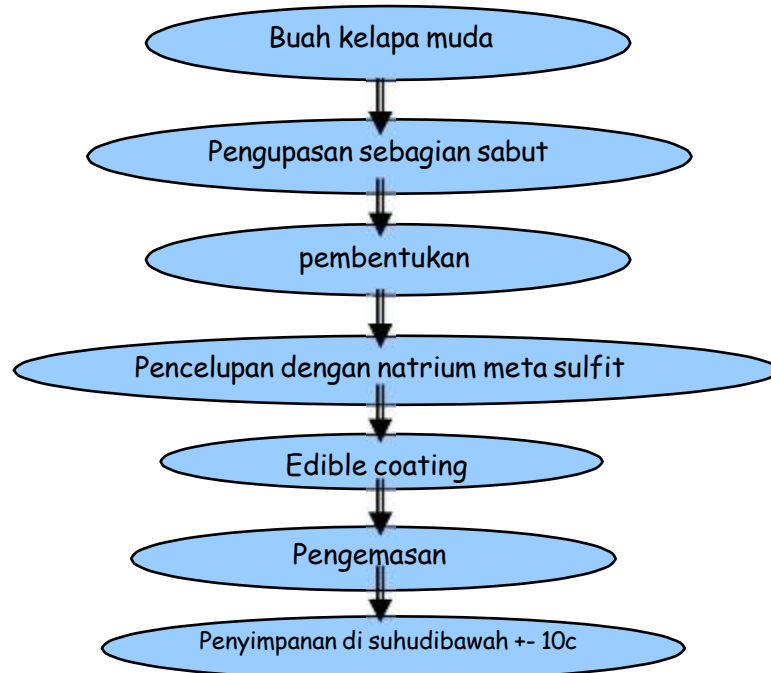 Buah kelapa muda
Pengupasan sebagian sabut
pembentukan
Pencelupan dengan natrium meta sulfit
Edible coating
Pengemasan
Penyimpanan di suhudibawah +- 10c